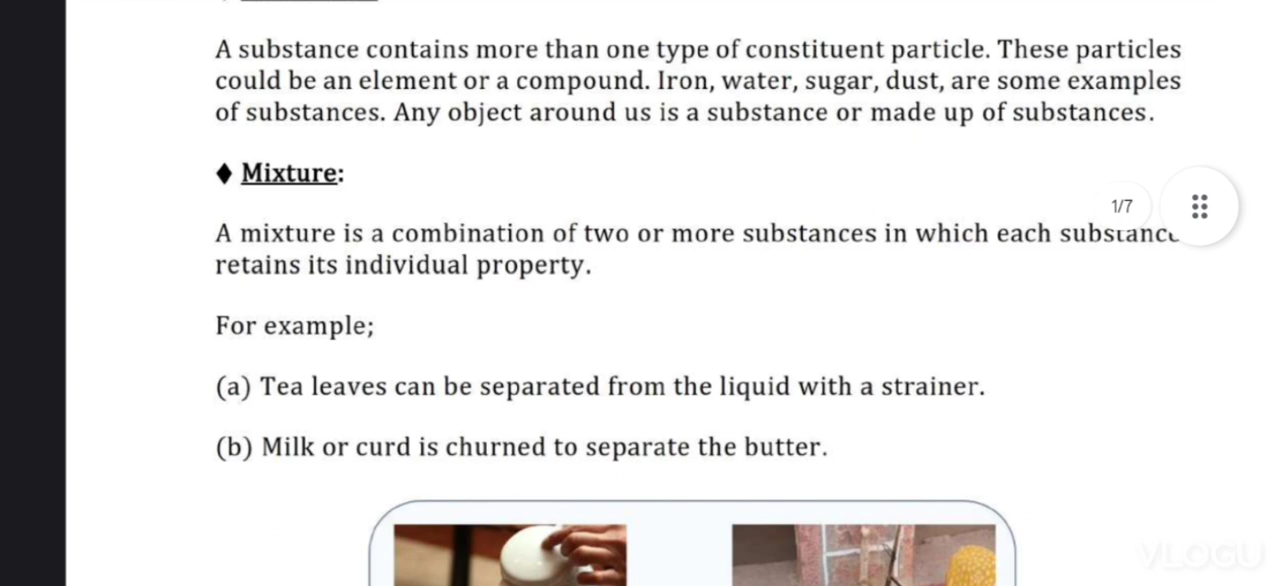 A substance contains more than one type of constituent particle. These particles
could be an element or a compound. Iron, water, sugar, dust, are some examples
of substances. Any object around us is a substance or made up of substances.
♦ Mixture:
1/7
A mixture is a combination of two or more substances in which each substance
retains its individual property.
For example;
(a) Tea leaves can be separated from the liquid with a strainer.
(b) Milk or curd is churned to separate the butter.
VLOGU